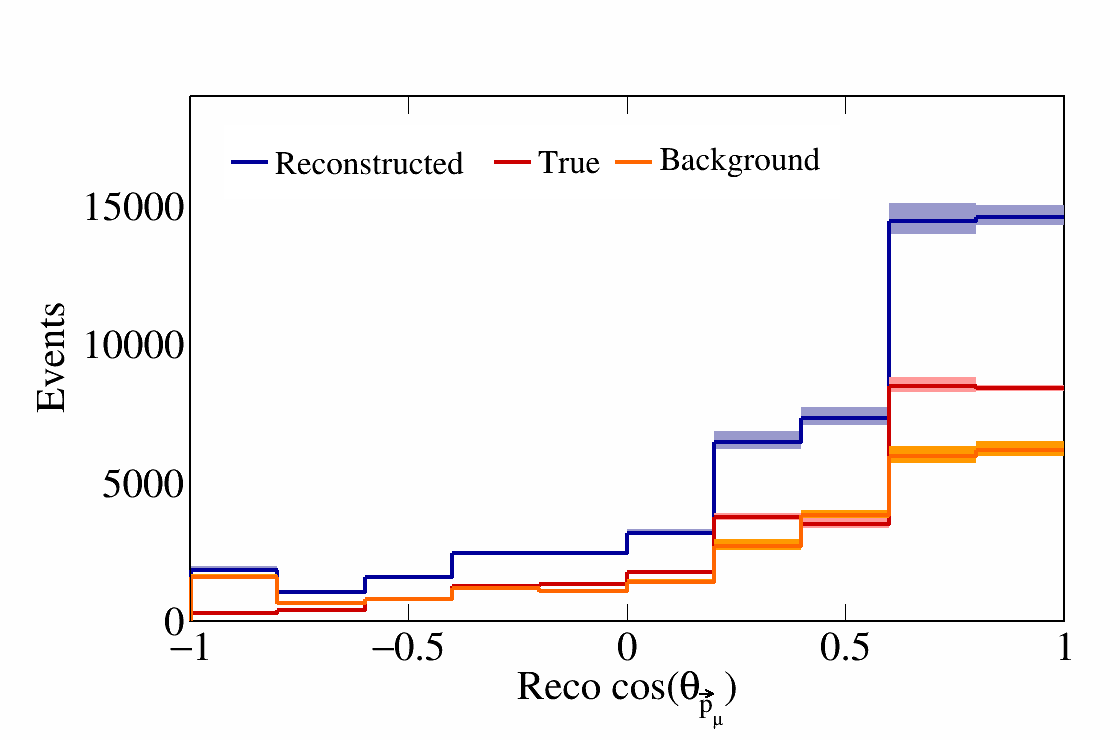 Reconstructed True Background
15000
10000
5000
0
Events
−1 −0.5 0 0.5 1
Reco cos(θp⃗μ)